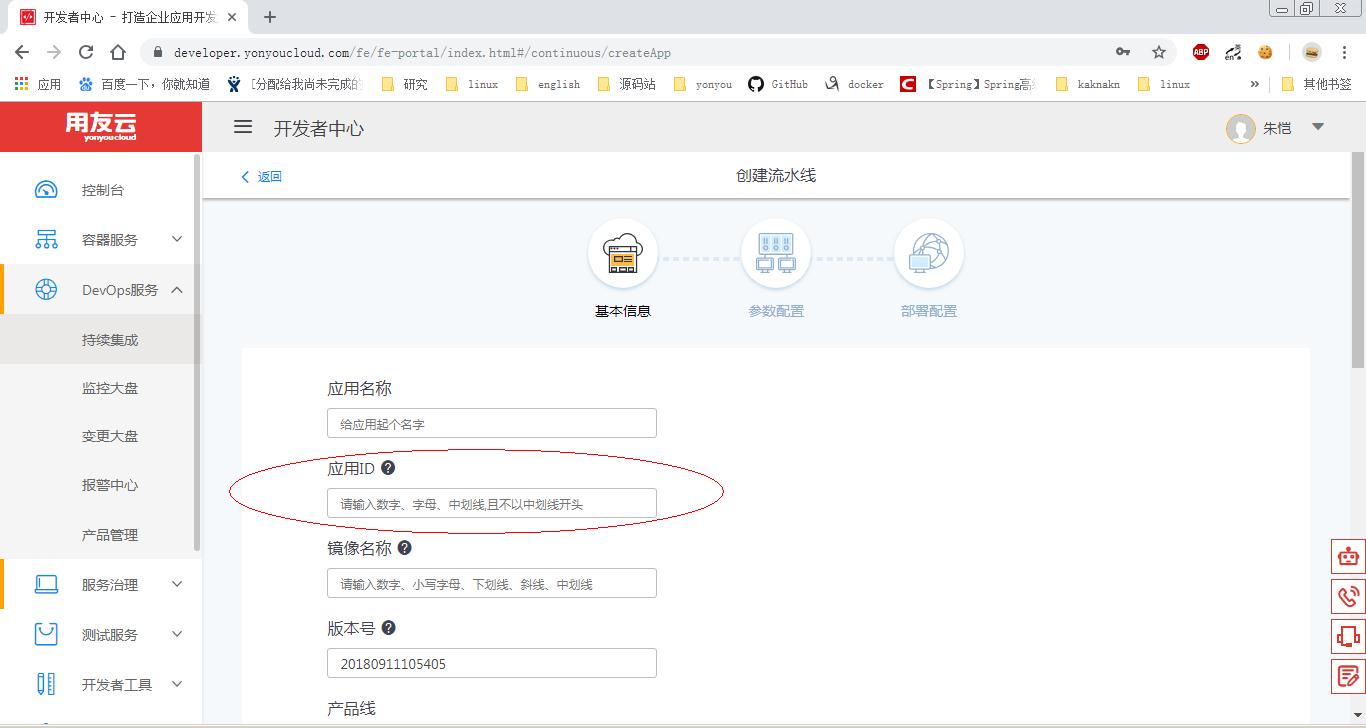 开发者中心 - 打造企业应用开发
developer.yonyoucloud.com/fe/fe-portal/index.html#/continuous/createApp
ABP
en
应用 百度一下，你就知道 [分配给我尚未完成的 研究 linux english 源码站 yonyou GitHub docker 【Spring】Spring高 kaknakn linux » 其他书签
用友云
yonyoucloud
开发者中心
朱恺
控制台
容器服务
DevOps服务
持续集成
监控大盘
变更大盘
报警中心
产品管理
服务治理
测试服务
开发者工具
返回
创建流水线
基本信息 参数配置 部署配置
应用名称
给应用起个名字
应用ID
请输入数字、字母、中划线,且不以中划线开头
镜像名称
请输入数字、小写字母、下划线、斜线、中划线
版本号
20180911105405
产品线